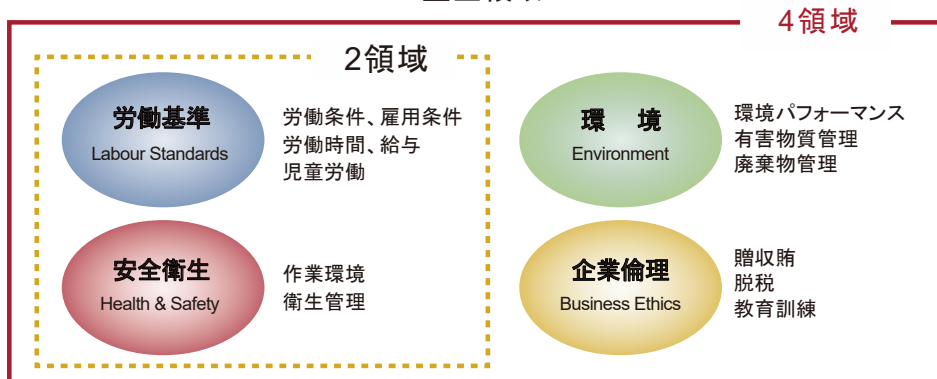 4領域
2領域
労働基準
Labour Standards
労働条件、雇用条件
労働時間、給与
児童労働
環 境
Environment
環境パフォーマンス
有害物質管理
廃棄物管理
安全衛生
Health & Safety
作業環境
衛生管理
企業倫理
Business Ethics
贈収賄
脱税
教育訓練